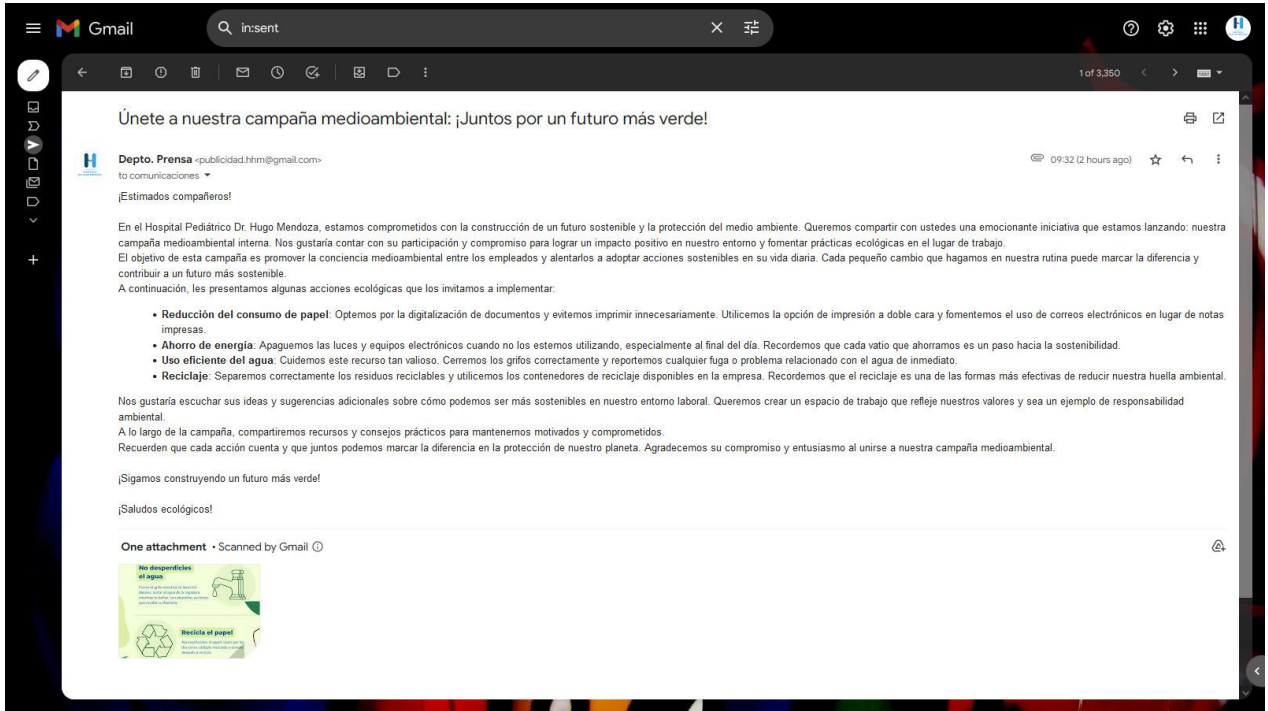 Gmail
in:sent
1 of 3,350
Únete a nuestra campaña medioambiental: ¡Juntos por un futuro más verde!
Depto. Prensa <publicidad.hhm@gmail.com>
09:32 (2 hours ago)
to comunicaciones
¡Estimados compañeros!
En el Hospital Pediátrico Dr. Hugo Mendoza, estamos comprometidos con la construcción de un futuro sostenible y la protección del medio ambiente. Queremos compartir con ustedes una emocionante iniciativa que estamos lanzando: nuestra
campaña medioambiental interna. Nos gustaría contar con su participación y compromiso para lograr un impacto positivo en nuestro entorno y fomentar prácticas ecológicas en el lugar de trabajo.
El objetivo de esta campaña es promover la conciencia medioambiental entre los empleados y alentarlos a adoptar acciones sostenibles en su vida diaria. Cada pequeño cambio que hagamos en nuestra rutina puede marcar la diferencia y
contribuir a un futuro más sostenible.
A continuación, les presentamos algunas acciones ecológicas que los invitamos a implementar:
• Reducción del consumo de papel: Optemos por la digitalización de documentos y evitemos imprimir innecesariamente. Utilicemos la opción de impresión a doble cara y fomentemos el uso de correos electrónicos en lugar de notas
impresas.
• Ahorro de energía: Apaguemos las luces y equipos electrónicos cuando no los estemos utilizando, especialmente al final del día. Recordemos que cada vatio que ahorramos es un paso hacia la sostenibilidad.
• Uso eficiente del agua: Cuidemos este recurso tan valioso. Cerremos los grifos correctamente y reportemos cualquier fuga o problema relacionado con el agua de inmediato.
• Reciclaje: Separemos correctamente los residuos reciclables y utilicemos los contenedores de reciclaje disponibles en la empresa. Recordemos que el reciclaje es una de las formas más efectivas de reducir nuestra huella ambiental.
Nos gustaría escuchar sus ideas y sugerencias adicionales sobre cómo podemos ser más sostenibles en nuestro entorno laboral. Queremos crear un espacio de trabajo que refleje nuestros valores y sea un ejemplo de responsabilidad
ambiental.
A lo largo de la campaña, compartiremos recursos y consejos prácticos para mantenernos motivados y comprometidos.
Recuerden que cada acción cuenta y que juntos podemos marcar la diferencia en la protección de nuestro planeta. Agradecemos su compromiso y entusiasmo al unirse a nuestra campaña medioambiental.
¡Sigamos construyendo un futuro más verde!
¡Saludos ecológicos!
One attachment • Scanned by Gmail
No desperdicies
el agua
Recicla el papel